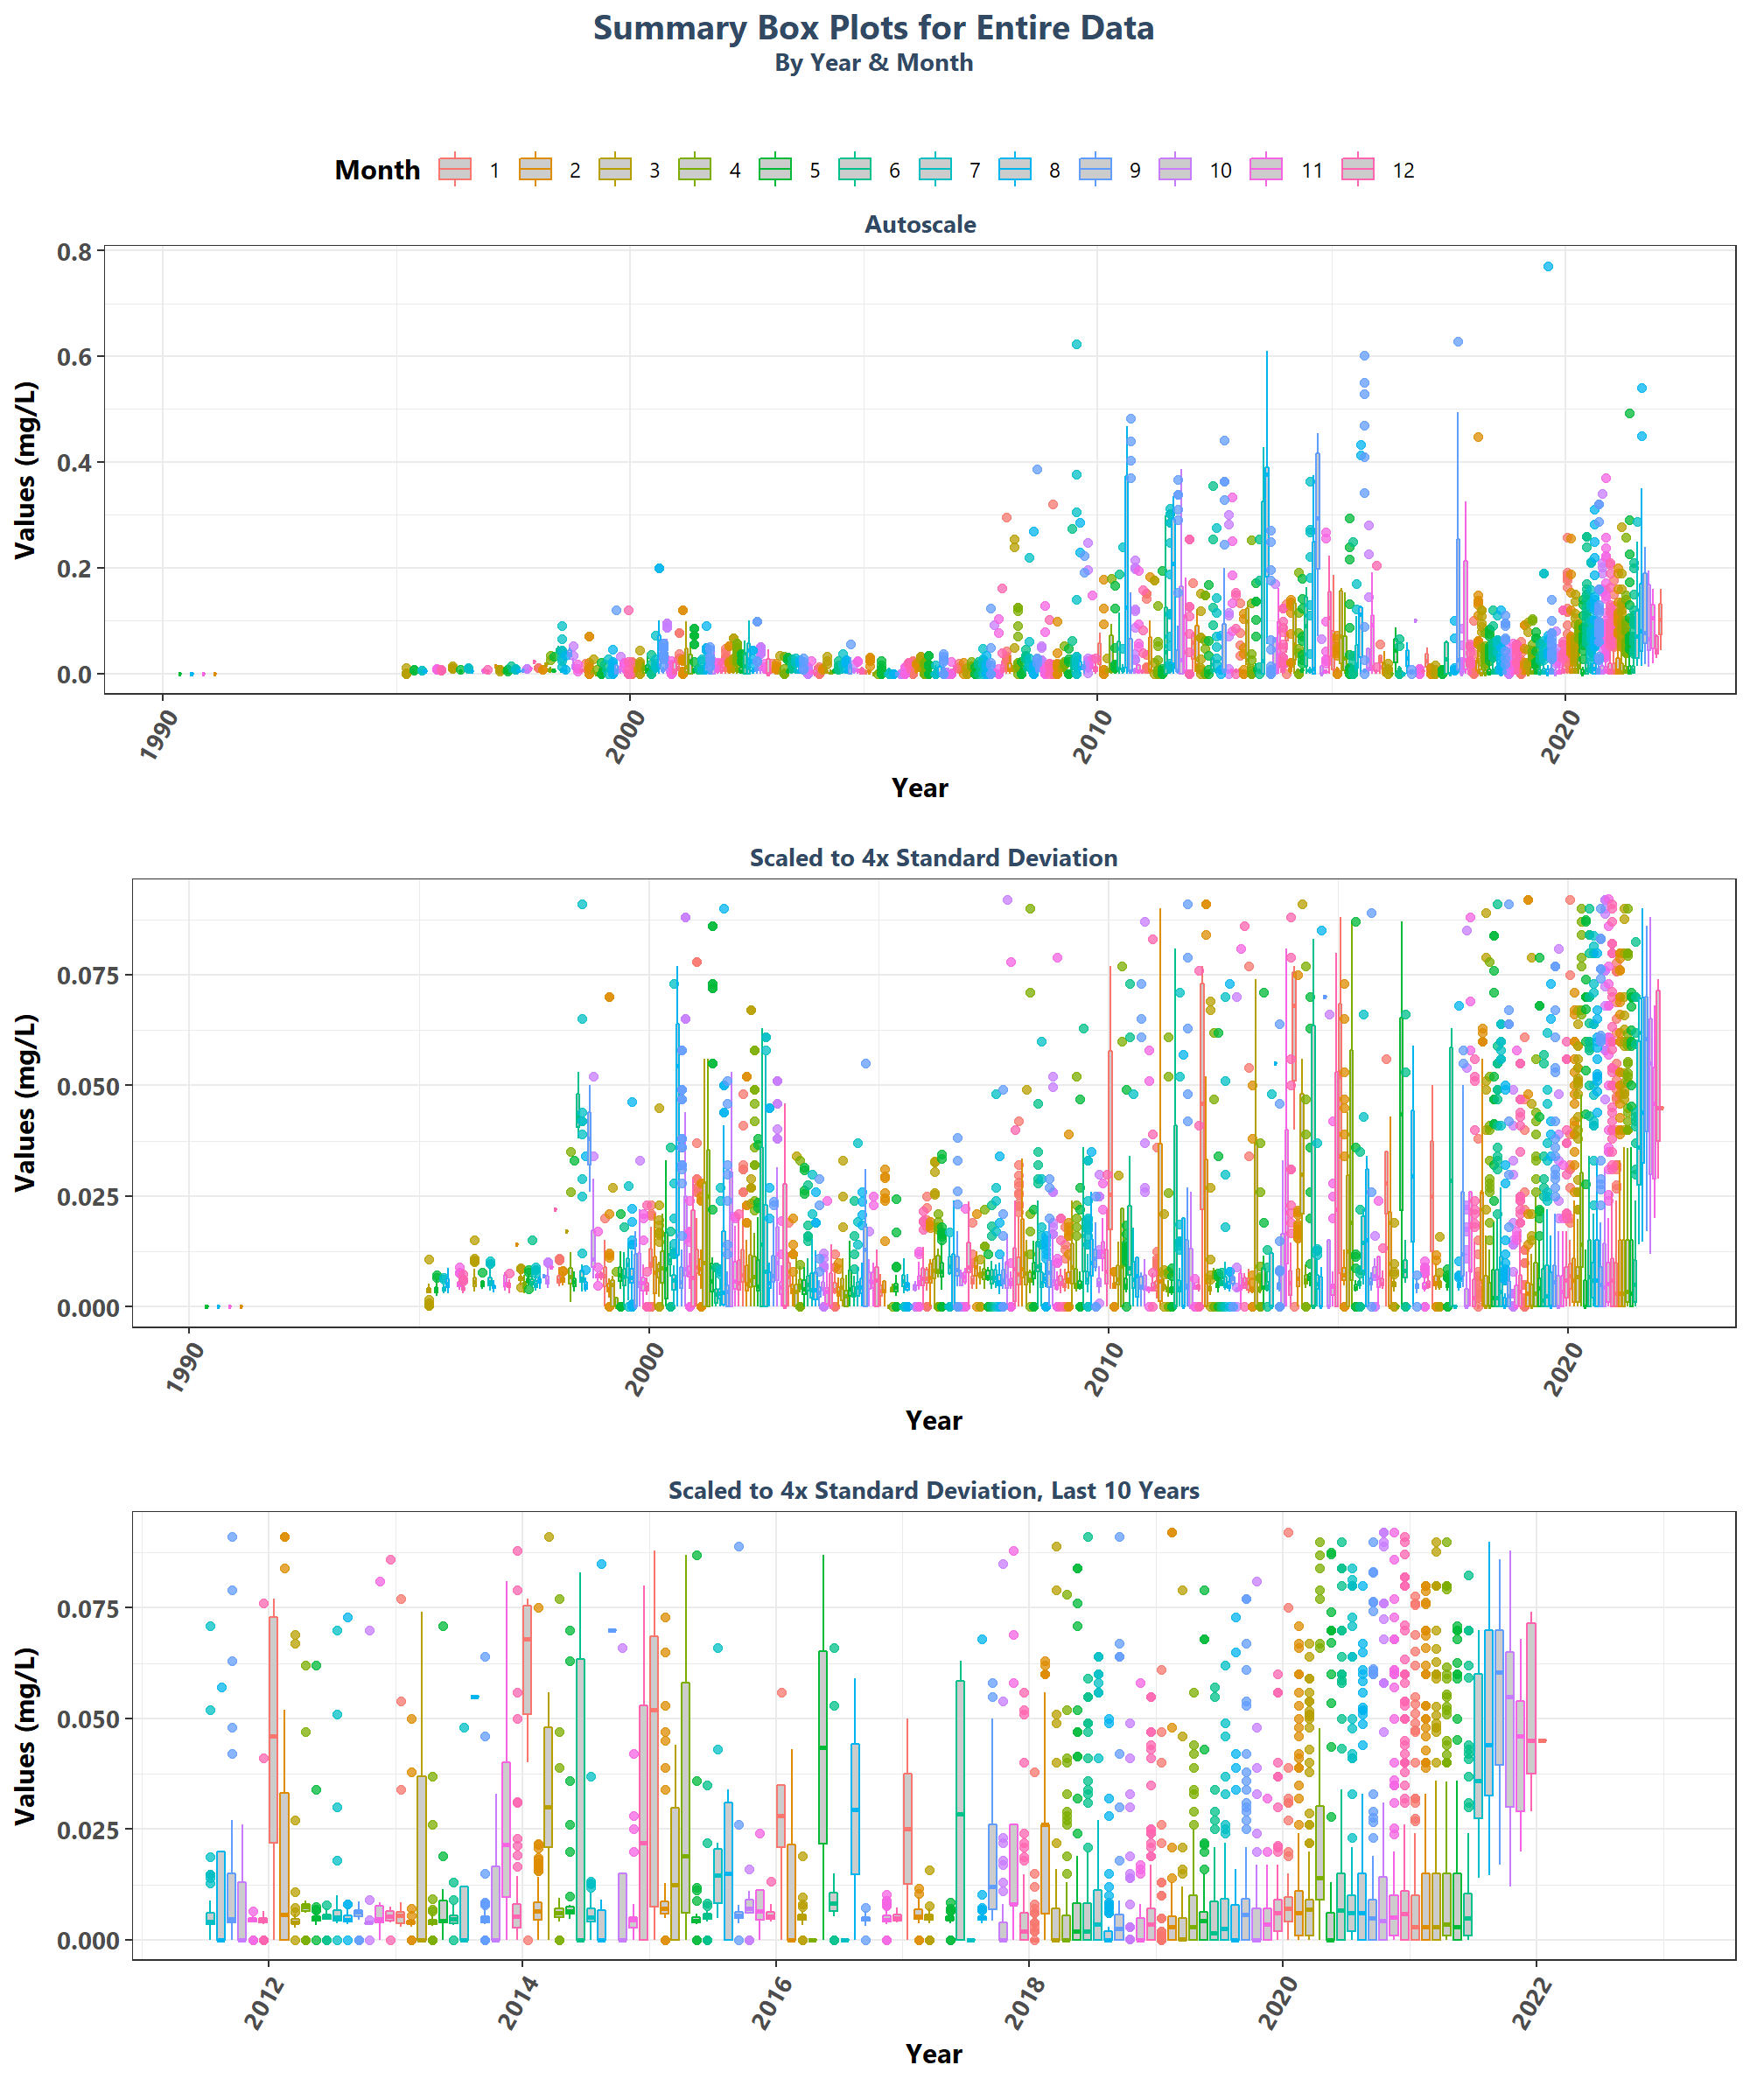 Summary Box Plots for Entire Data
By Year & Month
Month 1 2 3 4 5 6 7 8 9 10 11 12
Autoscale
Values (mg/L)
0.8
0.6
0.4
0.2
0.0
1990 2000 2010 2020
Year
Scaled to 4x Standard Deviation
Values (mg/L)
0.075
0.050
0.025
0.000
1990 2000 2010 2020
Year
Scaled to 4x Standard Deviation, Last 10 Years
Values (mg/L)
0.075
0.050
0.025
0.000
2012 2014 2016 2018 2020 2022
Year